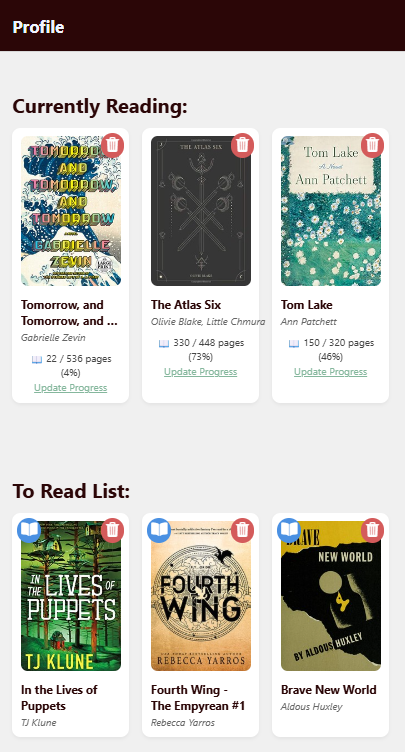 Profile
Currently Reading:
TOMORROW
AND
TOMORROW
AND
TOMORROW
GABRIELLE
ZEVIN
LARGE
PRINT
Tomorrow, and
Tomorrow, and ...
Gabrielle Zevin
22 / 536 pages
(4%)
Update Progress
THE ATLAS SIX
OLIVIE BLAKE
The Atlas Six
Olivie Blake, Little Chmura
330 / 448 pages
(73%)
Update Progress
Tom Lake
A Novel
Ann Patchett
Tom Lake
Ann Patchett
150 / 320 pages
(46%)
Update Progress
To Read List:
IN
THE LIVES OF
PUPPETS
TJ KLUNE
In the Lives of
Puppets
TJ Klune
FOURTH
WING
REBECCA YARROS
Fourth Wing -
The Empyrean #1
Rebecca Yarros
BRAVE
NEW WORLD
BY ALDOUS HUXLEY
Brave New World
Aldous Huxley